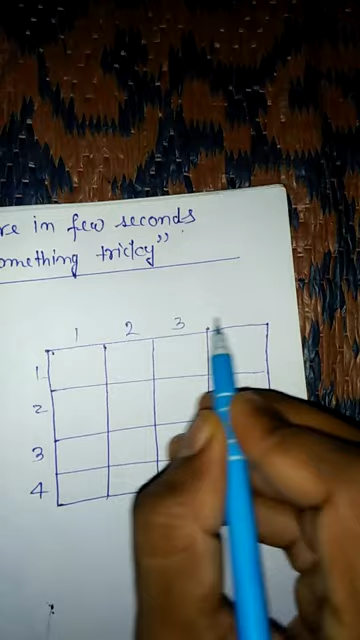 re in few seconds
omething tricky”
1 2 3
1
2
3
4